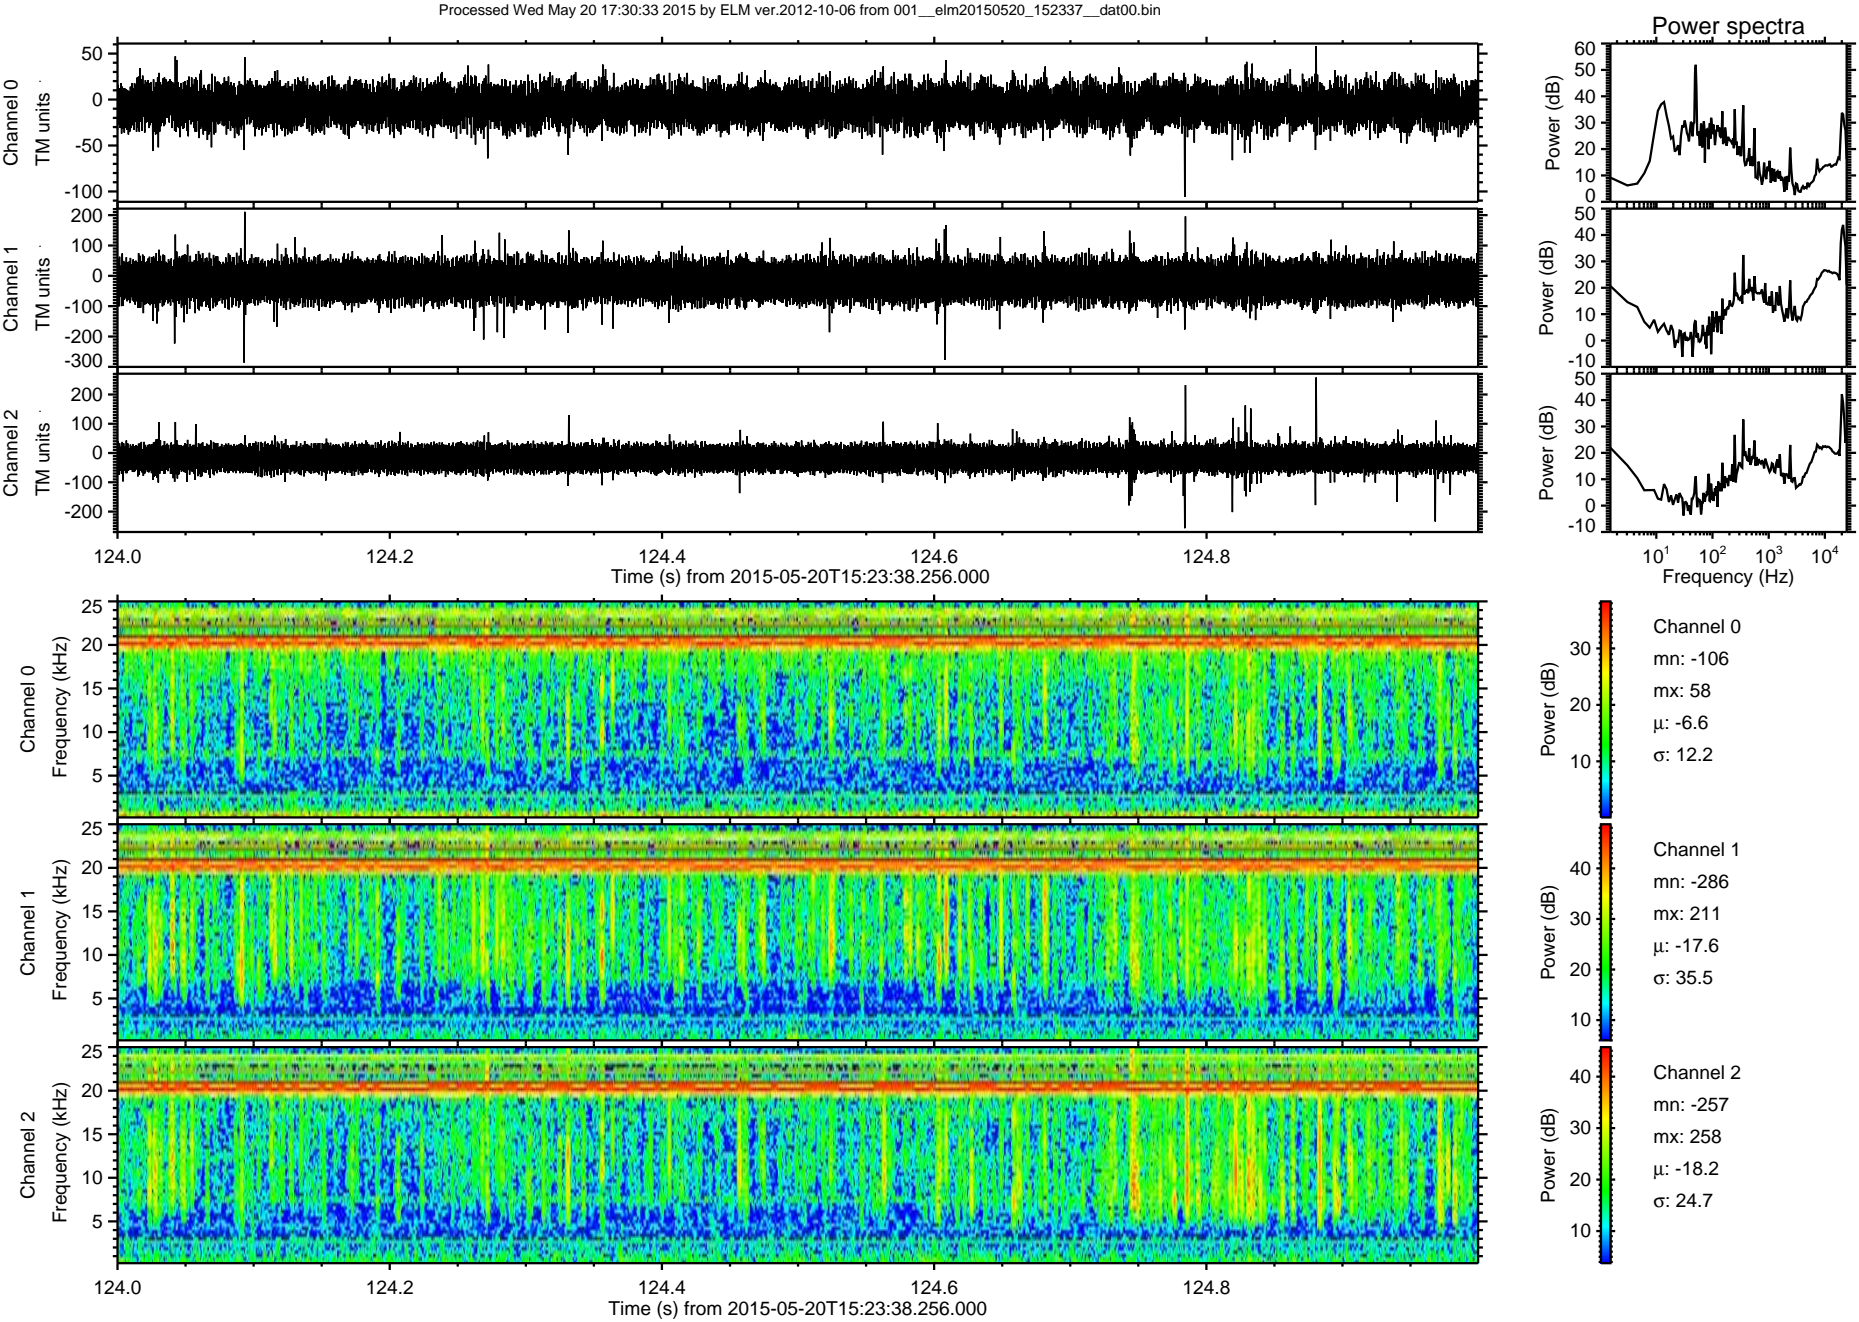 Processed Wed May 20 17:30:33 2015 by ELM ver.2012-10-06 from 001__elm20150520_152337__dat00.bin
Power spectra
Channel 0
TM units
50
0
-50
-100
Power (dB)
60
50
40
30
20
10
0
Channel 1
TM units
200
100
0
-100
-200
-300
Power (dB)
50
40
30
20
10
0
-10
Channel 2
TM units
200
100
0
-100
-200
Power (dB)
50
40
30
20
10
0
-10
124.0 124.2 124.4 124.6 124.8
Time (s) from 2015-05-20T15:23:38.256.000
10^1 10^2 10^3 10^4
Frequency (Hz)
Channel 0
Frequency (kHz)
25
20
15
10
5
Power (dB)
30
20
10
Channel 0
mn: -106
mx: 58
μ: -6.6
σ: 12.2
Channel 1
Frequency (kHz)
25
20
15
10
5
Power (dB)
40
30
20
10
Channel 1
mn: -286
mx: 211
μ: -17.6
σ: 35.5
Channel 2
Frequency (kHz)
25
20
15
10
5
Power (dB)
40
30
20
10
Channel 2
mn: -257
mx: 258
μ: -18.2
σ: 24.7
124.0 124.2 124.4 124.6 124.8
Time (s) from 2015-05-20T15:23:38.256.000